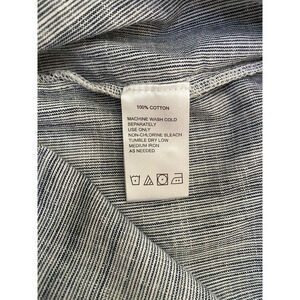 100% COTTON
MACHINE WASH COLD
SEPARATELY
USE ONLY
NON-CHLORINE BLEACH
TUMBLE DRY LOW
MEDIUM IRON
AS NEEDED